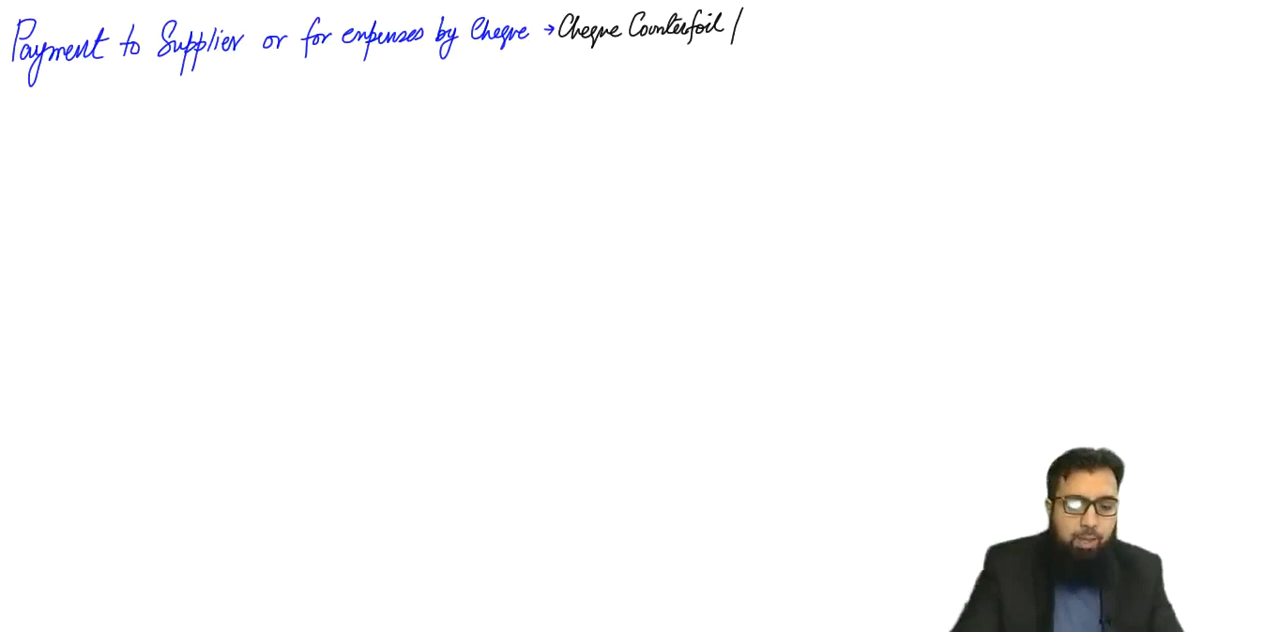 Payment to Supplier or for expenses by Cheque → Cheque Counterfoil /